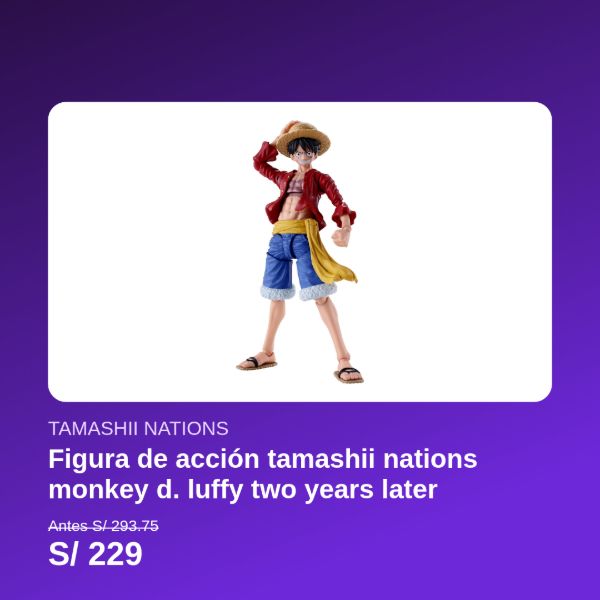 TAMASHII NATIONS
Figura de acción tamashii nations
monkey d. luffy two years later
Antes S/ 293.75
S/ 229